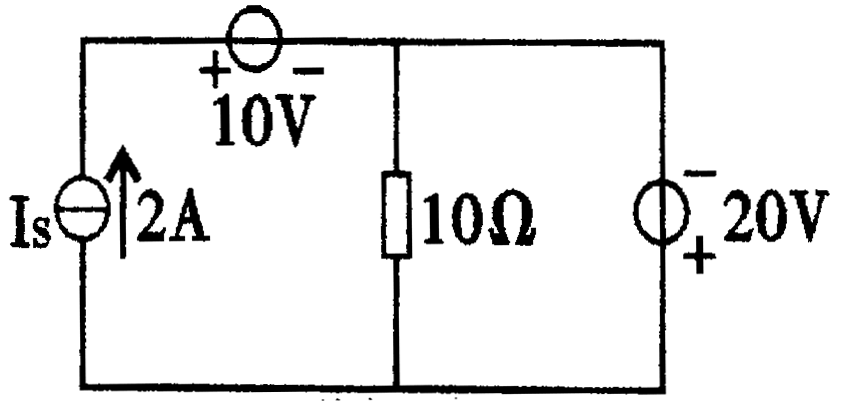 + −
10V
Is
2A
10Ω
−
20V
+